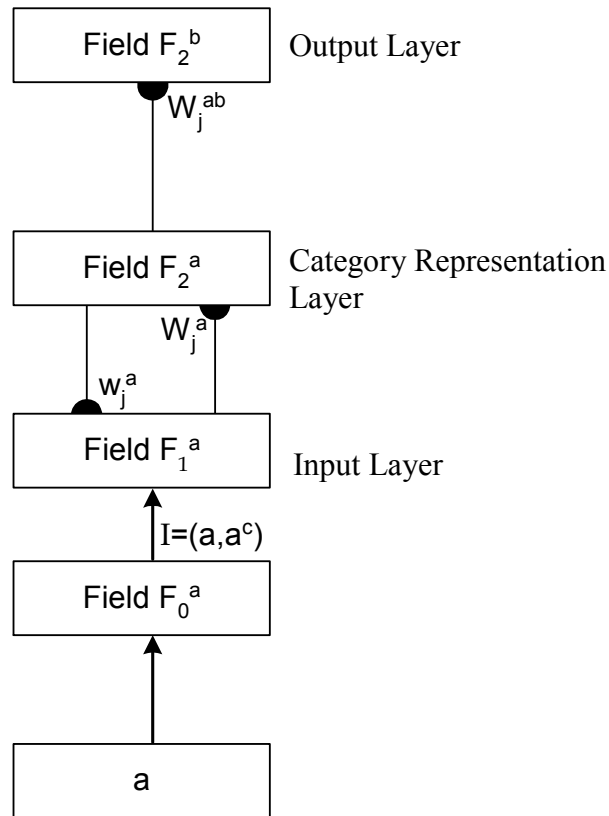 Field F₂ᵇ Output Layer
Wⱼᵃᵇ
Field F₂ᵃ Category Representation
Layer
Wⱼᵃ
wⱼᵃ
Field F₁ᵃ Input Layer
I=(a,aᶜ)
Field F₀ᵃ
a